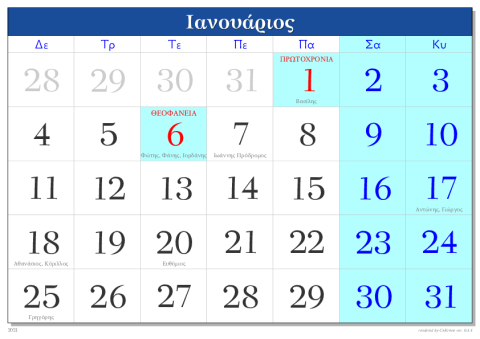 Ιανουάριος
Δε Τρ Τε Πε Πα Σα Κυ
ΠΡΩΤΟΧΡΟΝΙΑ
28 29 30 31 1 2 3
Βασίλης
ΘΕΟΦΑΝΕΙΑ
4 5 6 7 8 9 10
Φώτης, Φάνης, Ιορδάνης Ιωάννης Πρόδρομος
11 12 13 14 15 16 17
Αντώνης, Γιώργος
18 19 20 21 22 23 24
Αθανάσιος, Κύριλλος Ευθύμιος
25 26 27 28 29 30 31
Γρηγόρης
2021